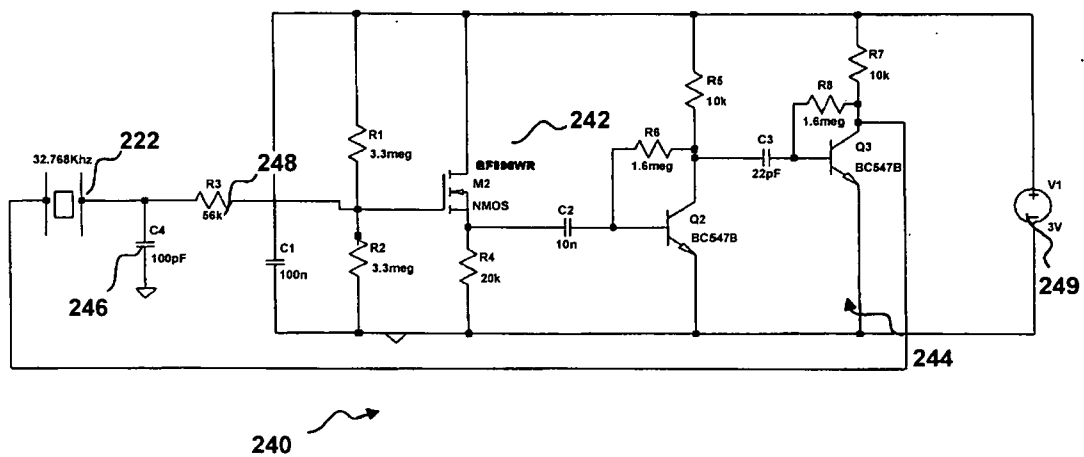 32.768Khz
222
248
R3
56k
C4
100pF
246
C1
100n
R1
3.3meg
R2
3.3meg
242
M2
NMOS
R4
20k
C2
10n
R6
1.6meg
R5
10k
Q2
BC547B
C3
22pF
R8
1.6meg
R7
10k
Q3
BC547B
V1
+
3V
249
244
240